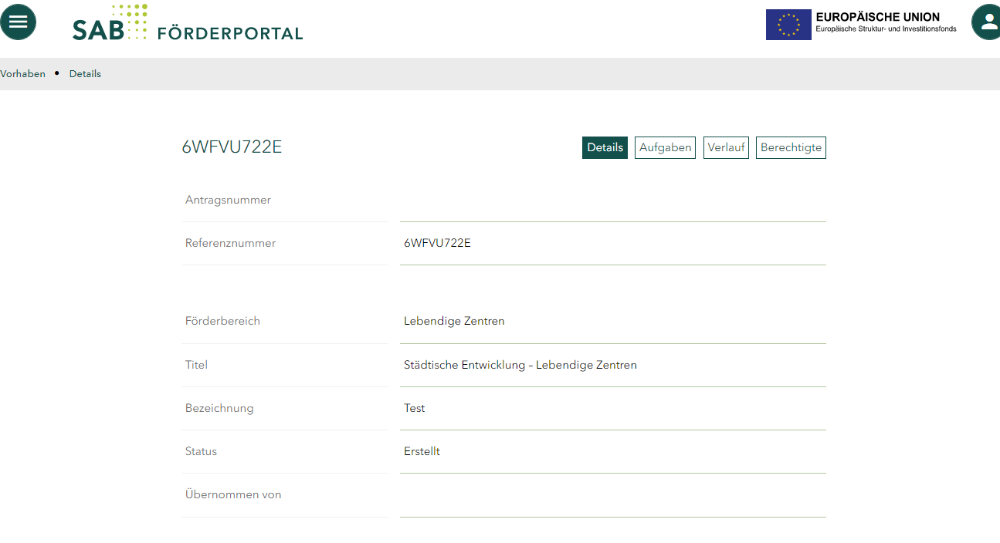 SAB FÖRDERPORTAL
EUROPÄISCHE UNION
Europäische Struktur- und Investitionsfonds
Vorhaben • Details
6WFVU722E
Details Aufgaben Verlauf Berechtigte
Antragsnummer
Referenznummer 6WFVU722E
Förderbereich Lebendige Zentren
Titel Städtische Entwicklung – Lebendige Zentren
Bezeichnung Test
Status Erstellt
Übernommen von